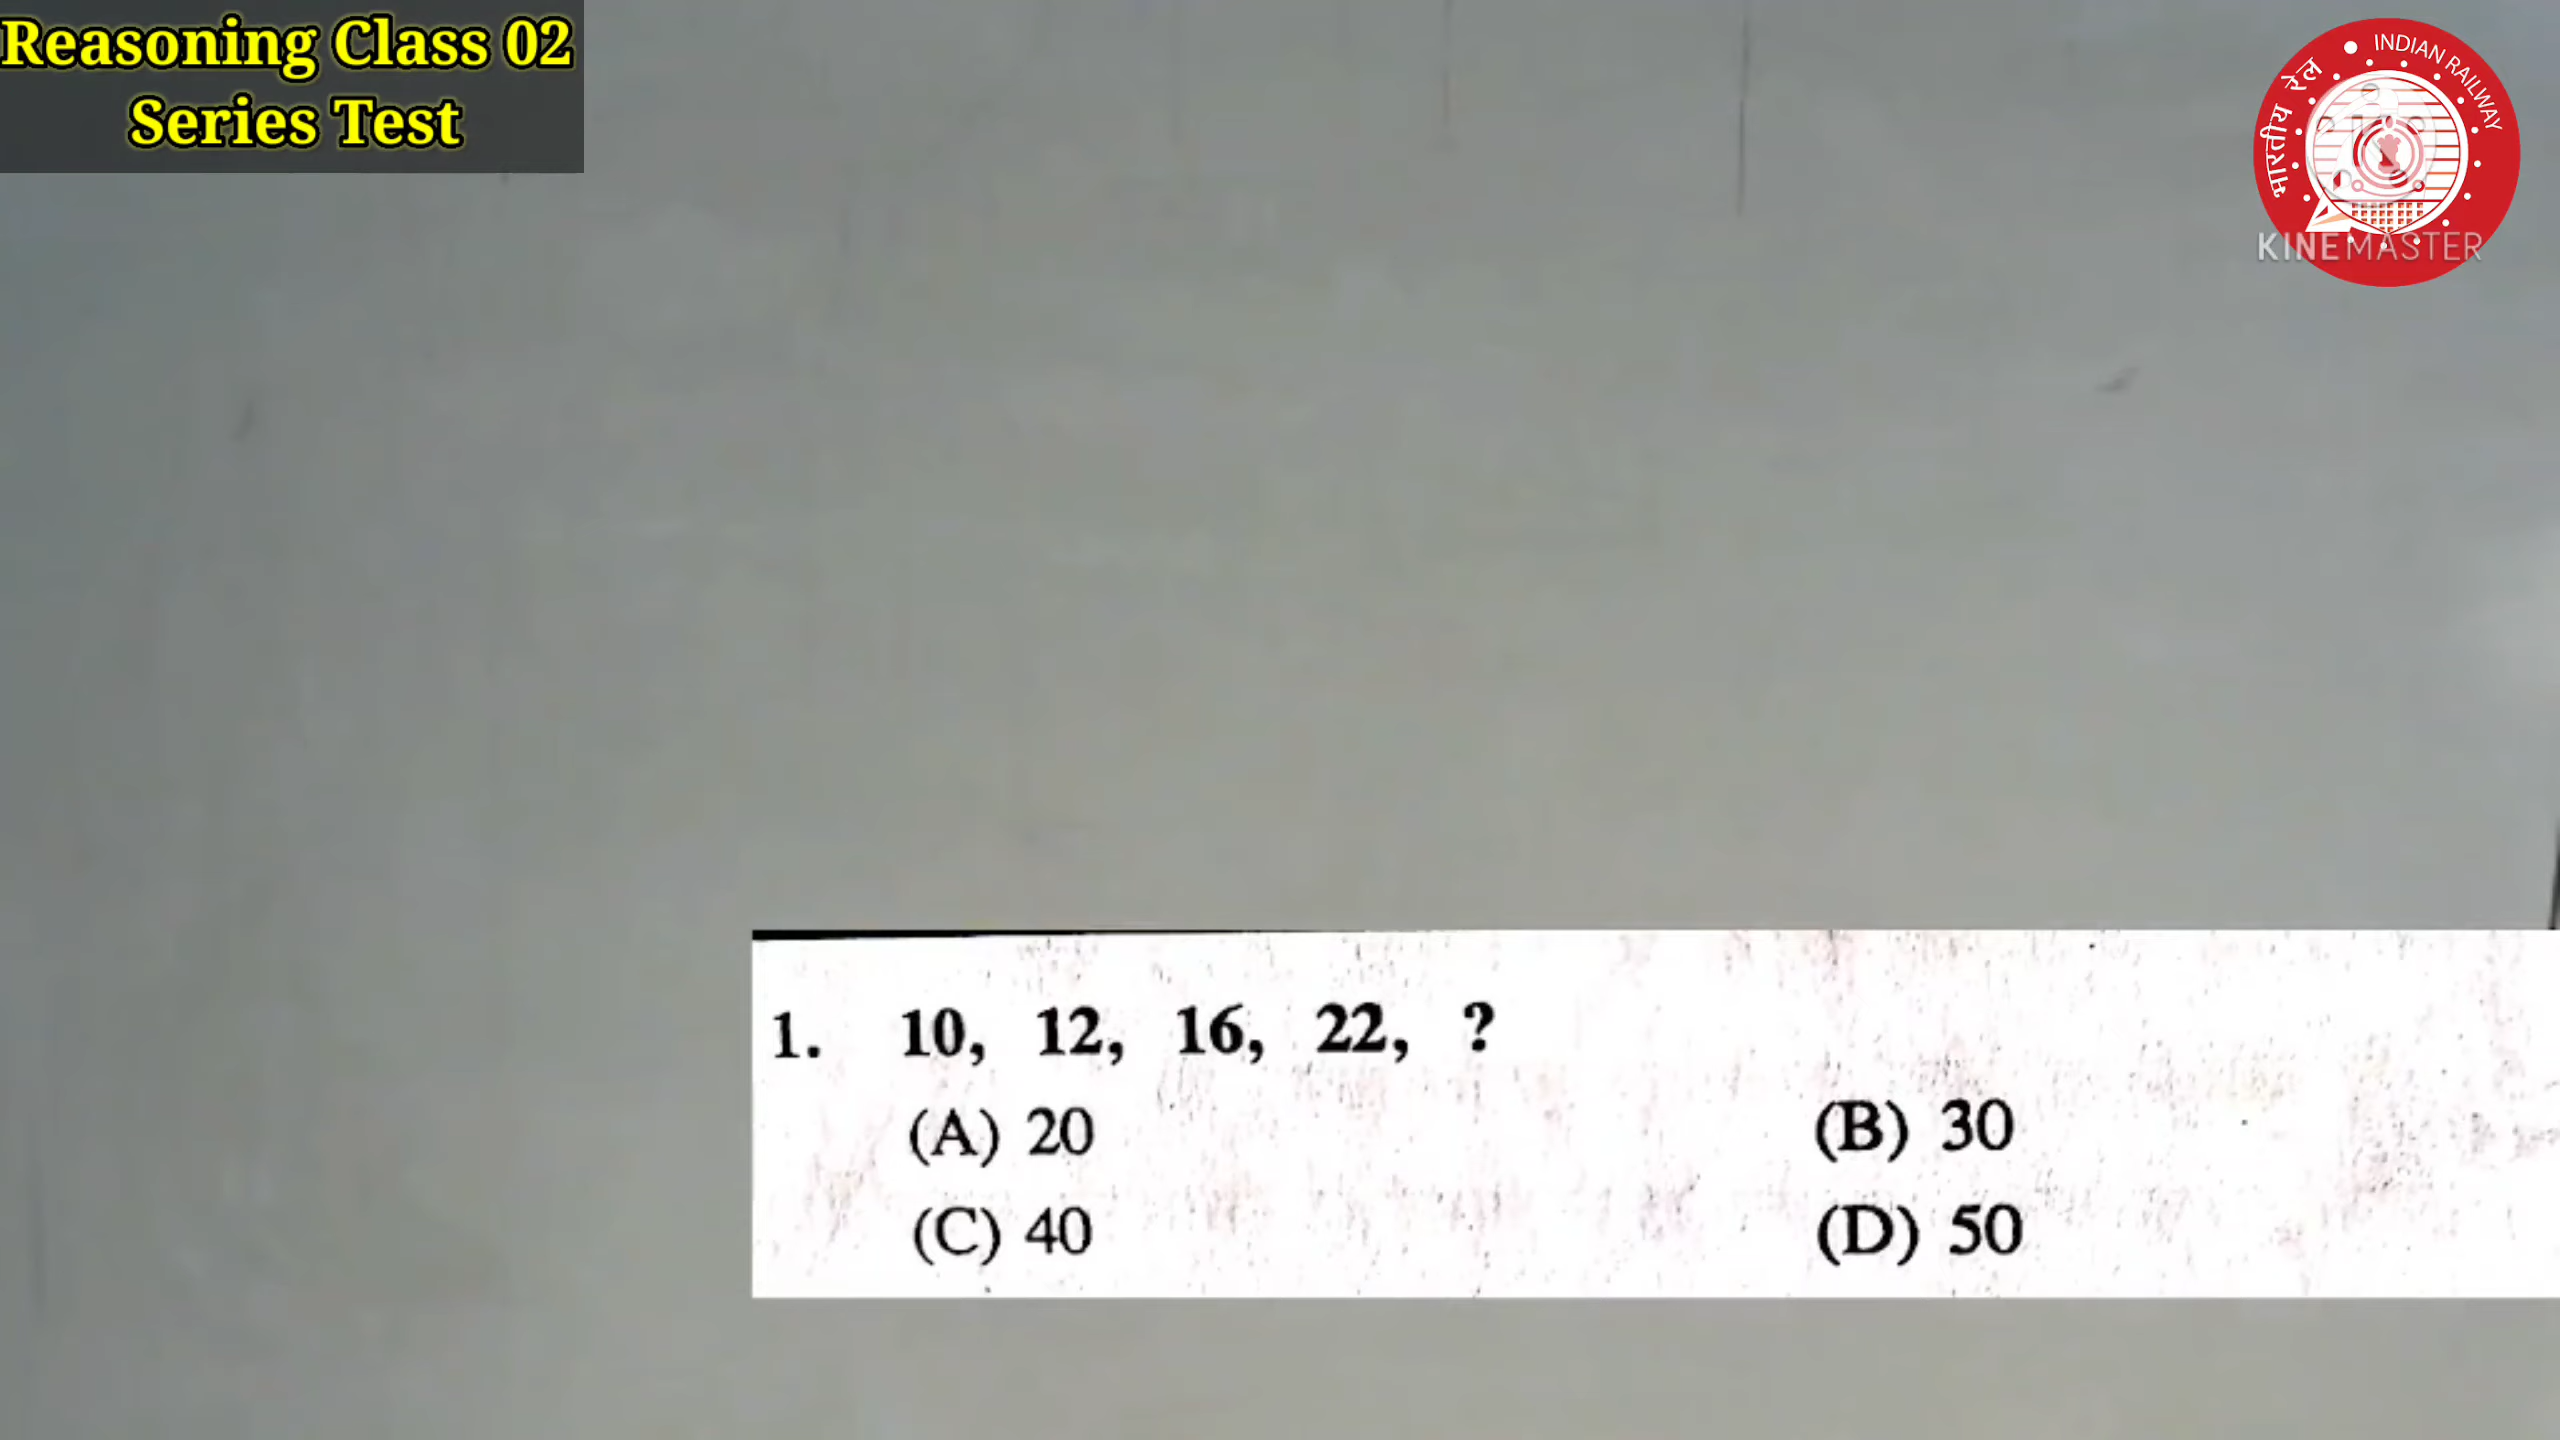 Reasoning Class 02
Series Test
INDIAN RAILWAY
भारतीय रेल
KINEMASTER
1. 10, 12, 16, 22, ?
(A) 20 (B) 30
(C) 40 (D) 50